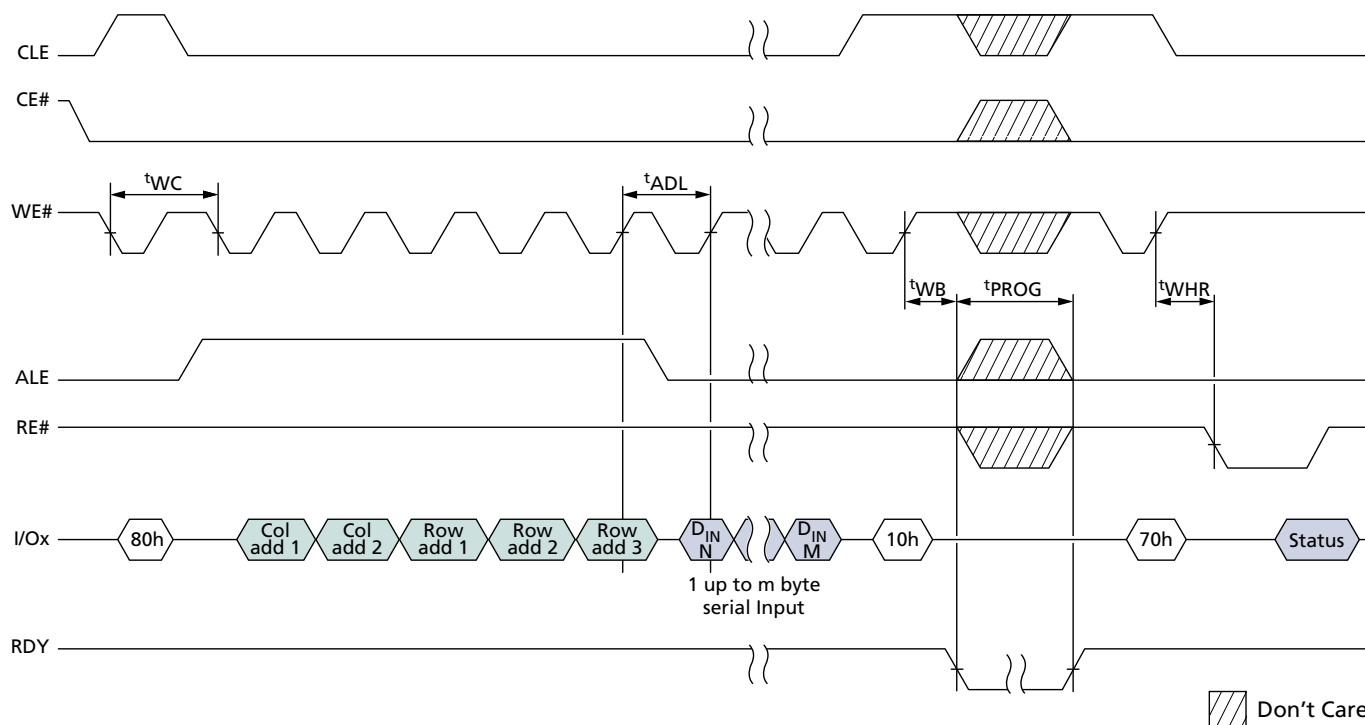 CLE
CE#
tWC
tADL
WE#
tWB
tPROG
tWHR
ALE
RE#
I/Ox
80h
Col
add 1
Col
add 2
Row
add 1
Row
add 2
Row
add 3
DIN
N
DIN
M
10h
70h
Status
1 up to m byte
serial Input
RDY
Don't Care